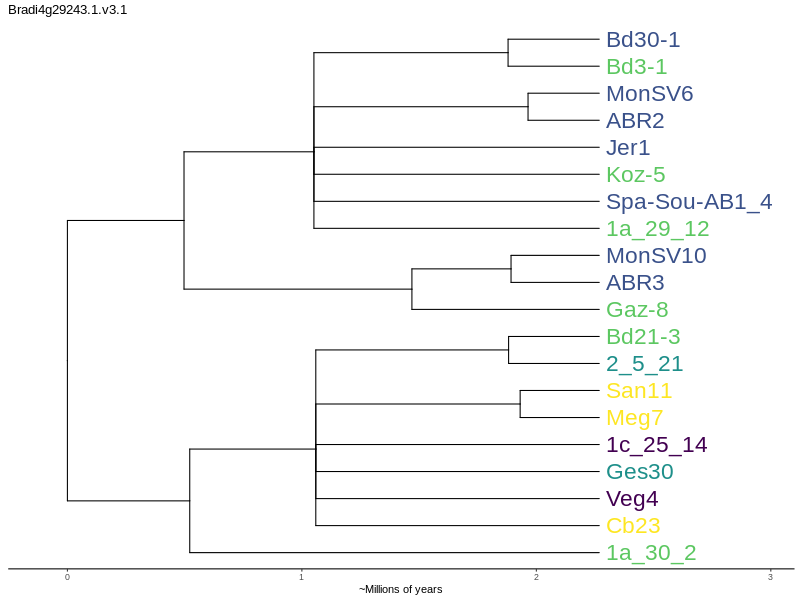 Bradi4g29243.1.v3.1
Bd30-1
Bd3-1
MonSV6
ABR2
Jer1
Koz-5
Spa-Sou-AB1_4
1a_29_12
MonSV10
ABR3
Gaz-8
Bd21-3
2_5_21
San11
Meg7
1c_25_14
Ges30
Veg4
Cb23
1a_30_2
0 1 2 3
~Millions of years